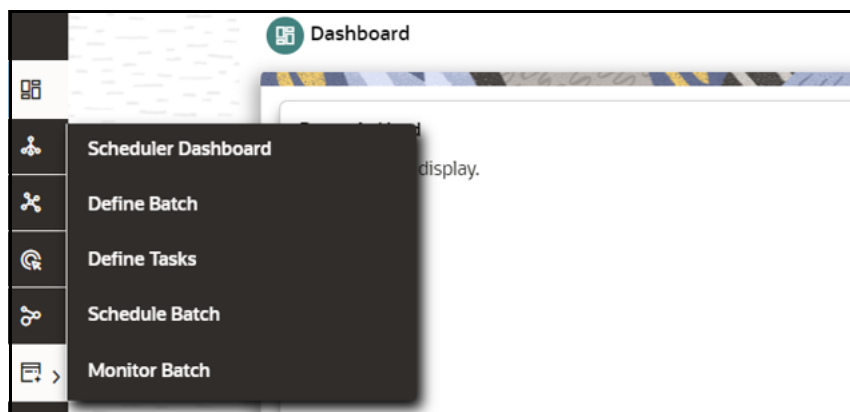 Dashboard
display.
Scheduler Dashboard
Define Batch
Define Tasks
Schedule Batch
Monitor Batch